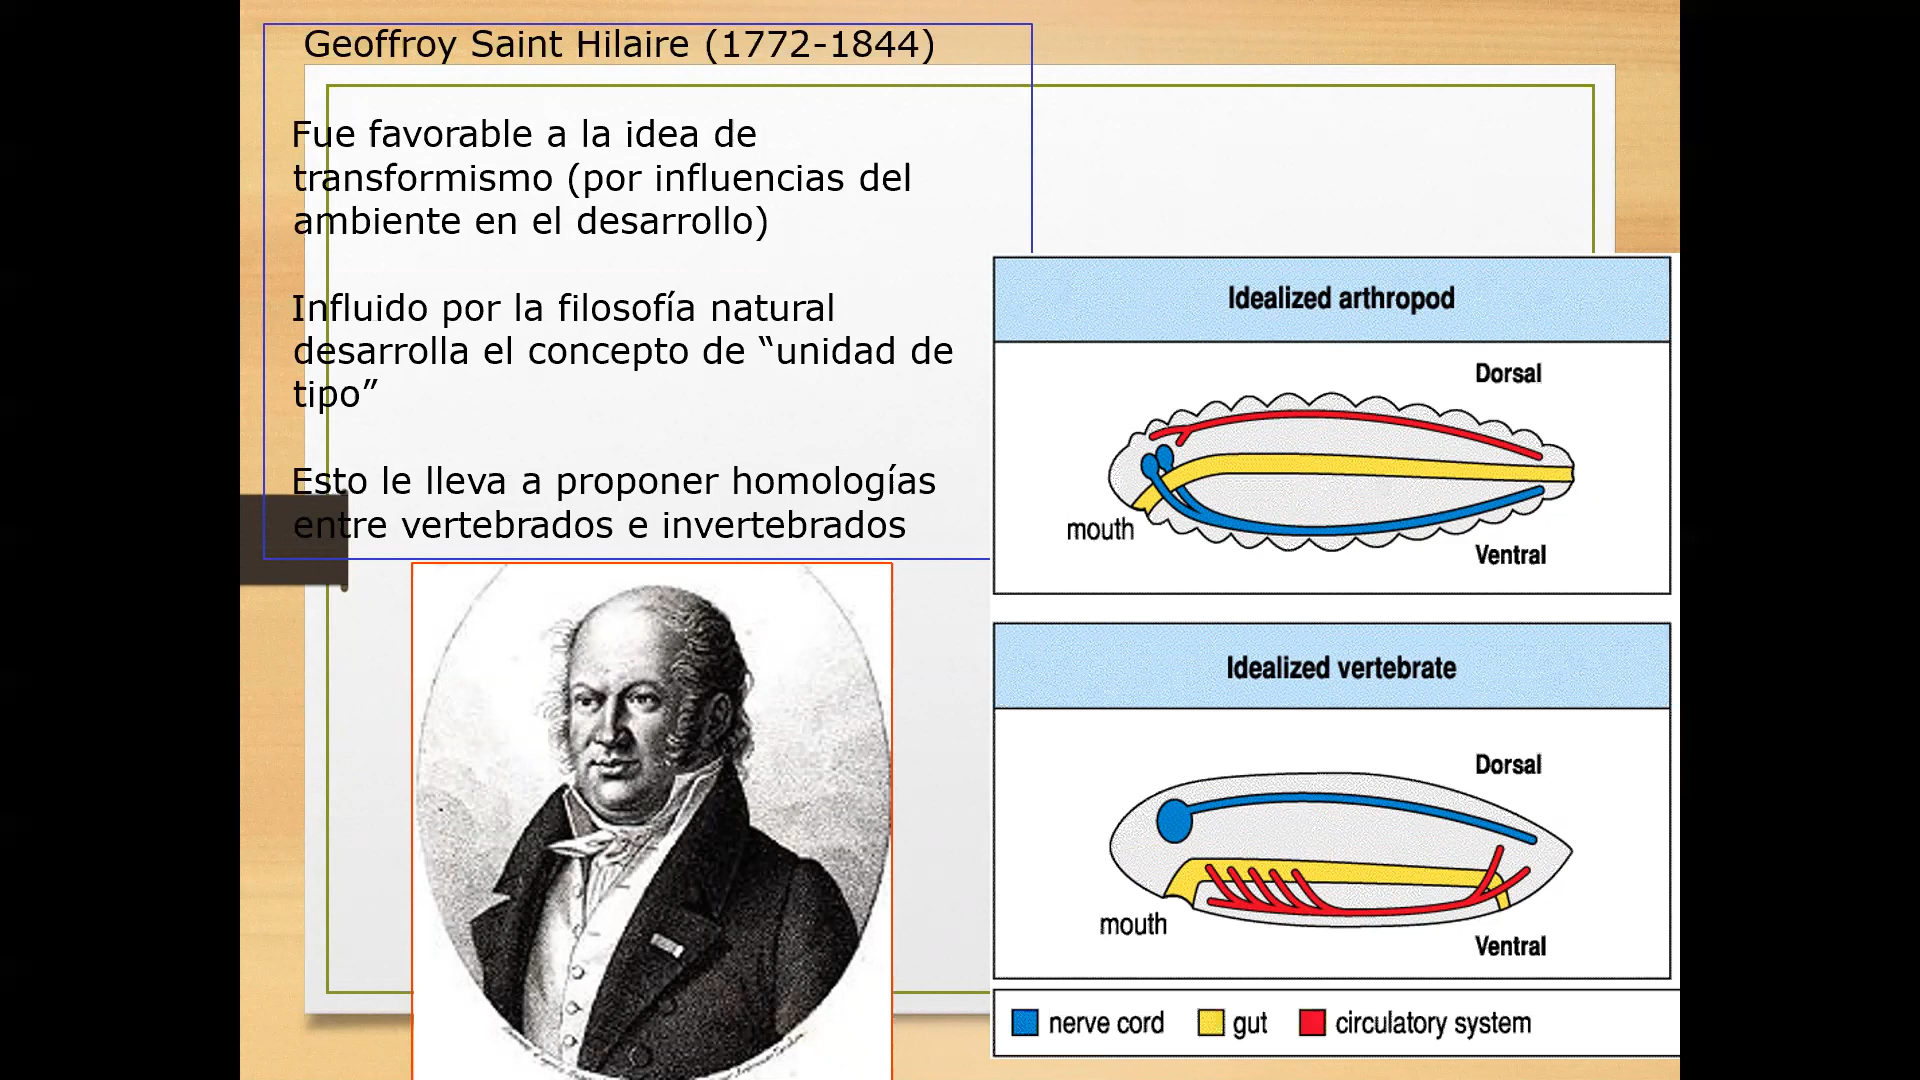 Geoffroy Saint Hilaire (1772-1844)
Fue favorable a la idea de
transformismo (por influencias del
ambiente en el desarrollo)
Influido por la filosofía natural
desarrolla el concepto de “unidad de
tipo”
Esto le lleva a proponer homologías
entre vertebrados e invertebrados
Idealized arthropod
Dorsal
mouth
Ventral
Idealized vertebrate
Dorsal
mouth
Ventral
nerve cord gut circulatory system